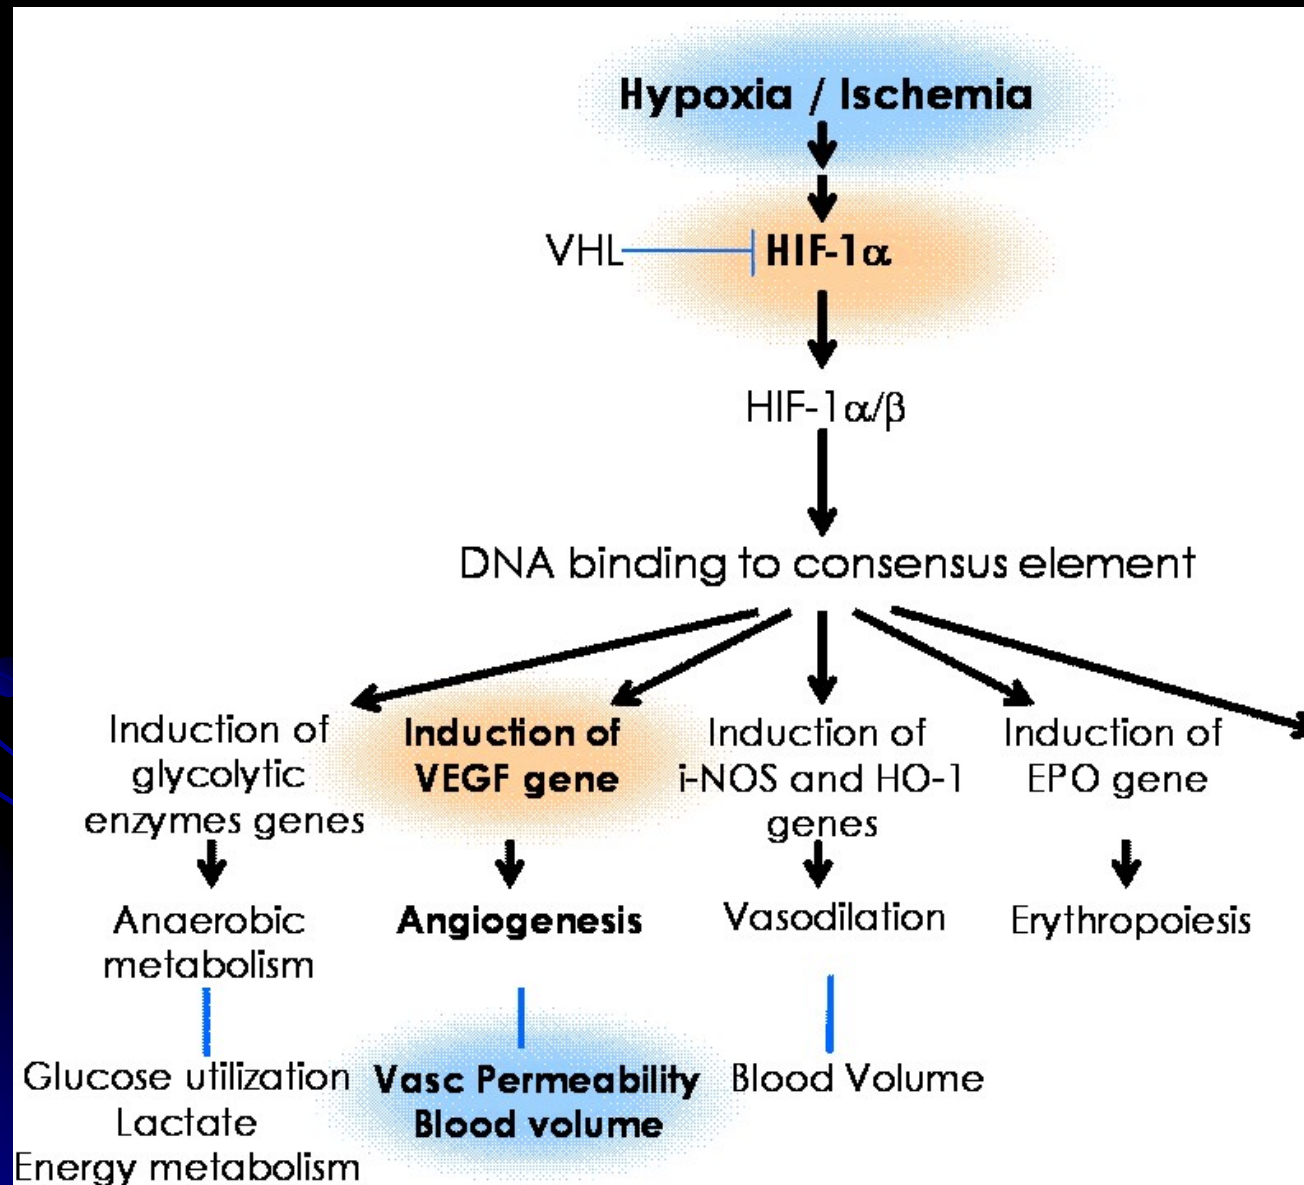 Hypoxia / Ischemia
VHL
HIF-1α
HIF-1α/β
DNA binding to consensus element
Induction of
glycolytic
enzymes genes
Induction of
VEGF gene
Induction of
i-NOS and HO-1
genes
Induction of
EPO gene
Anaerobic
metabolism
Angiogenesis
Vasodilation
Erythropoiesis
Glucose utilization
Lactate
Energy metabolism
Vasc Permeability
Blood volume
Blood Volume